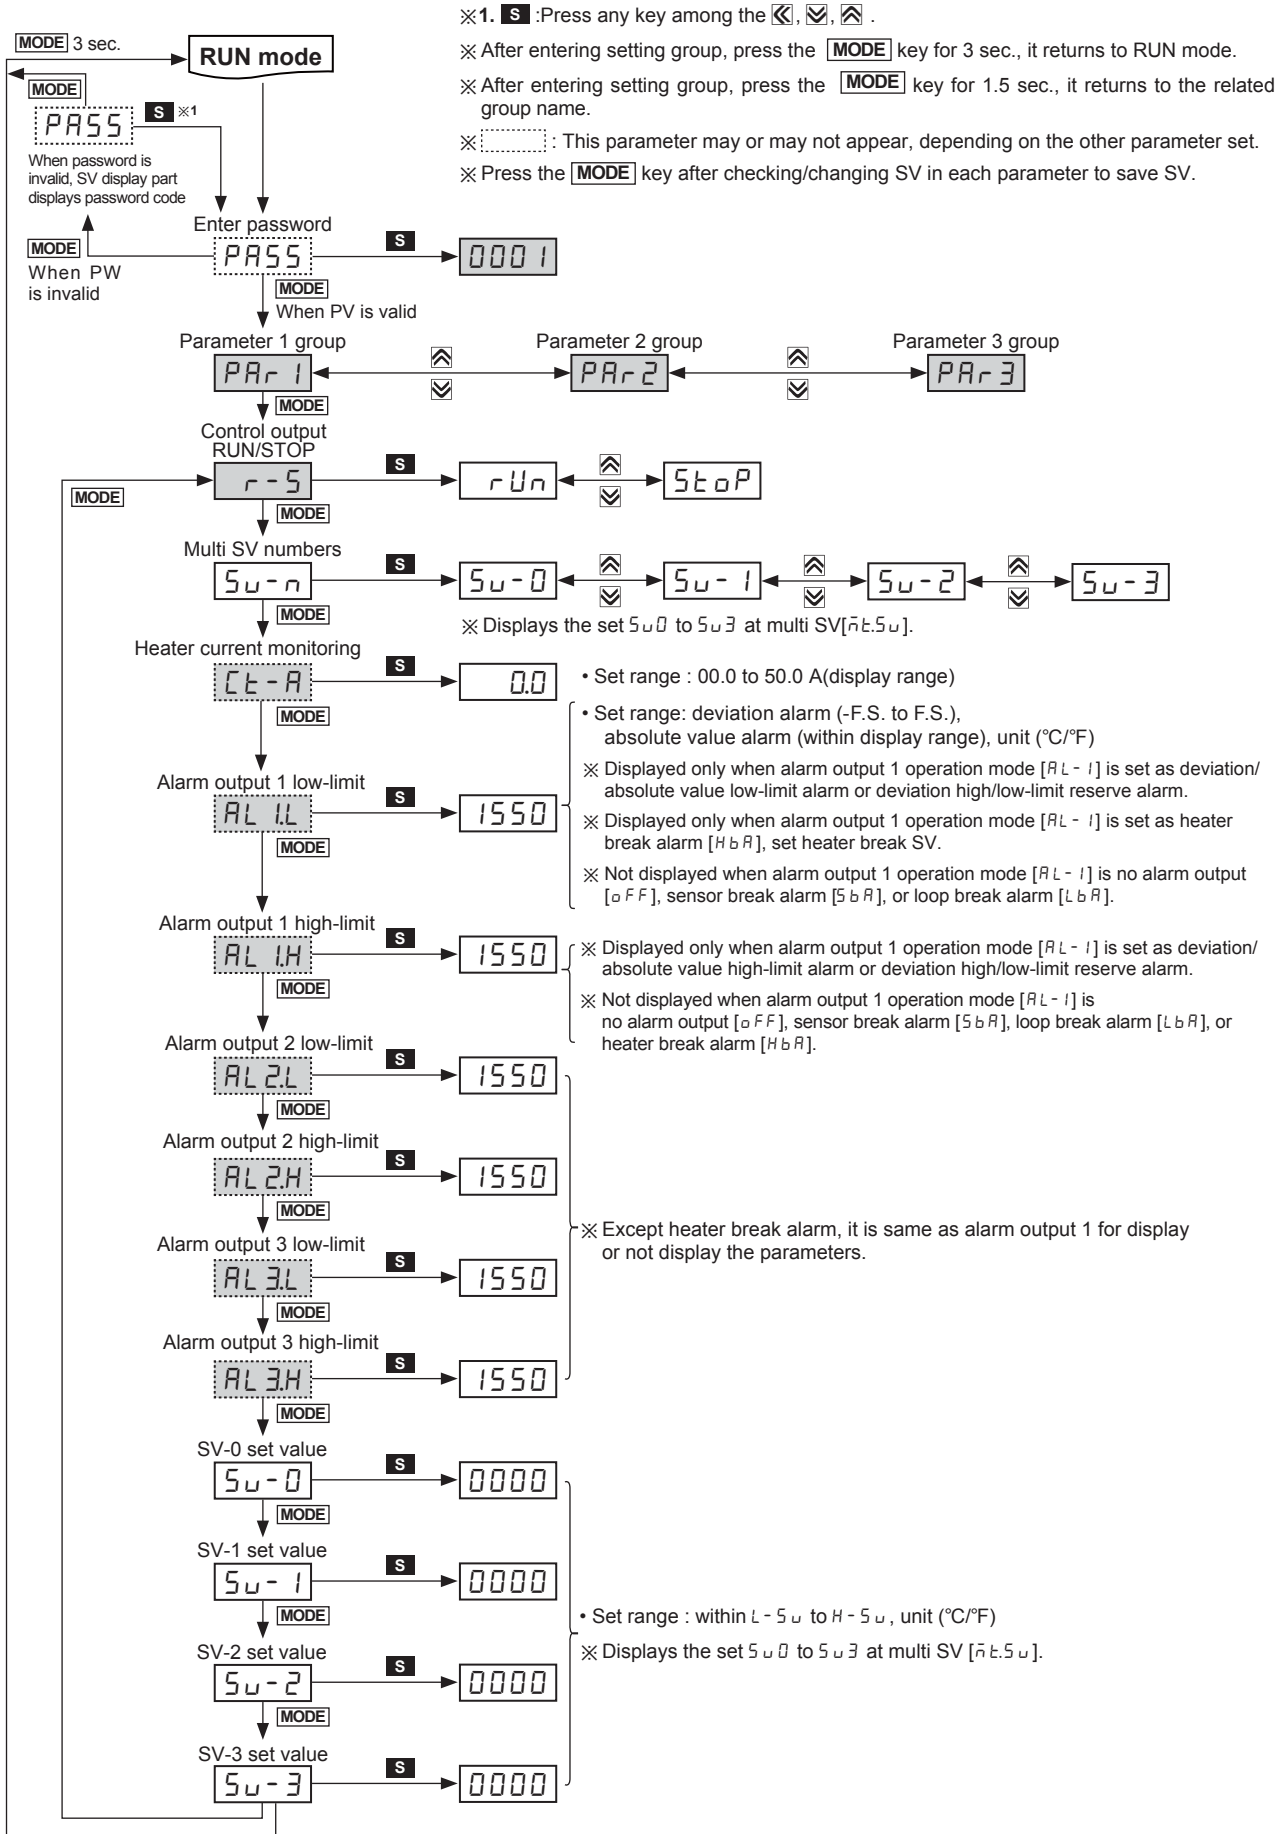 ※1. S :Press any key among the , , .
MODE 3 sec.
RUN mode
※ After entering setting group, press the MODE key for 3 sec., it returns to RUN mode.
MODE
※ After entering setting group, press the MODE key for 1.5 sec., it returns to the related
group name.
S ※1
PASS
※ : This parameter may or may not appear, depending on the other parameter set.
When password is
invalid, SV display part
displays password code
※ Press the MODE key after checking/changing SV in each parameter to save SV.
Enter password
MODE
When PW
is invalid
PASS
S
0001
MODE
When PV is valid
Parameter 1 group
Parameter 2 group
Parameter 3 group
PAr1
PAr2
PAr3
MODE
Control output
RUN/STOP
MODE
r-S
S
rUn
StoP
MODE
Multi SV numbers
Sv-n
S
Sv-0
Sv-1
Sv-2
Sv-3
MODE
※ Displays the set Sv0 to Sv3 at multi SV[Mt.Sv].
Heater current monitoring
Ct-A
S
0.0
• Set range : 00.0 to 50.0 A(display range)
MODE
• Set range: deviation alarm (-F.S. to F.S.),
absolute value alarm (within display range), unit (°C/°F)
※ Displayed only when alarm output 1 operation mode [AL-1] is set as deviation/
absolute value low-limit alarm or deviation high/low-limit reserve alarm.
※ Displayed only when alarm output 1 operation mode [AL-1] is set as heater
break alarm [HbA], set heater break SV.
※ Not displayed when alarm output 1 operation mode [AL-1] is no alarm output
[oFF], sensor break alarm [SbA], or loop break alarm [LbA].
Alarm output 1 low-limit
AL1.L
S
1550
MODE
Alarm output 1 high-limit
AL1.H
S
1550
MODE
※ Displayed only when alarm output 1 operation mode [AL-1] is set as deviation/
absolute value high-limit alarm or deviation high/low-limit reserve alarm.
※ Not displayed when alarm output 1 operation mode [AL-1] is
no alarm output [oFF], sensor break alarm [SbA], loop break alarm [LbA], or
heater break alarm [HbA].
Alarm output 2 low-limit
AL2.L
S
1550
MODE
Alarm output 2 high-limit
AL2.H
S
1550
MODE
※ Except heater break alarm, it is same as alarm output 1 for display
or not display the parameters.
Alarm output 3 low-limit
AL3.L
S
1550
MODE
Alarm output 3 high-limit
AL3.H
S
1550
MODE
SV-0 set value
Sv-0
S
0000
MODE
SV-1 set value
Sv-1
S
0000
MODE
• Set range : within L-Sv to H-Sv, unit (°C/°F)
※ Displays the set Sv0 to Sv3 at multi SV [Mt.Sv].
SV-2 set value
Sv-2
S
0000
MODE
SV-3 set value
Sv-3
S
0000